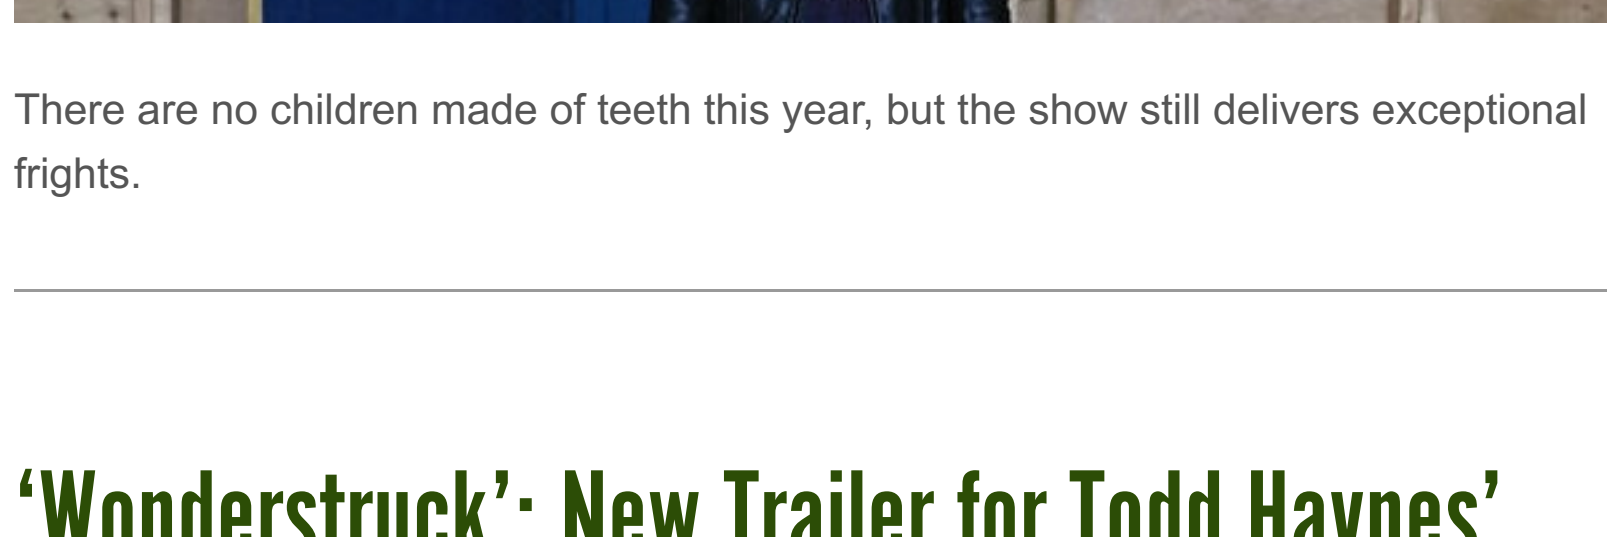 There are no children made of teeth this year, but the show still delivers exceptional
frights.
‘Wonderstruck’: New Trailer for Todd Haynes’